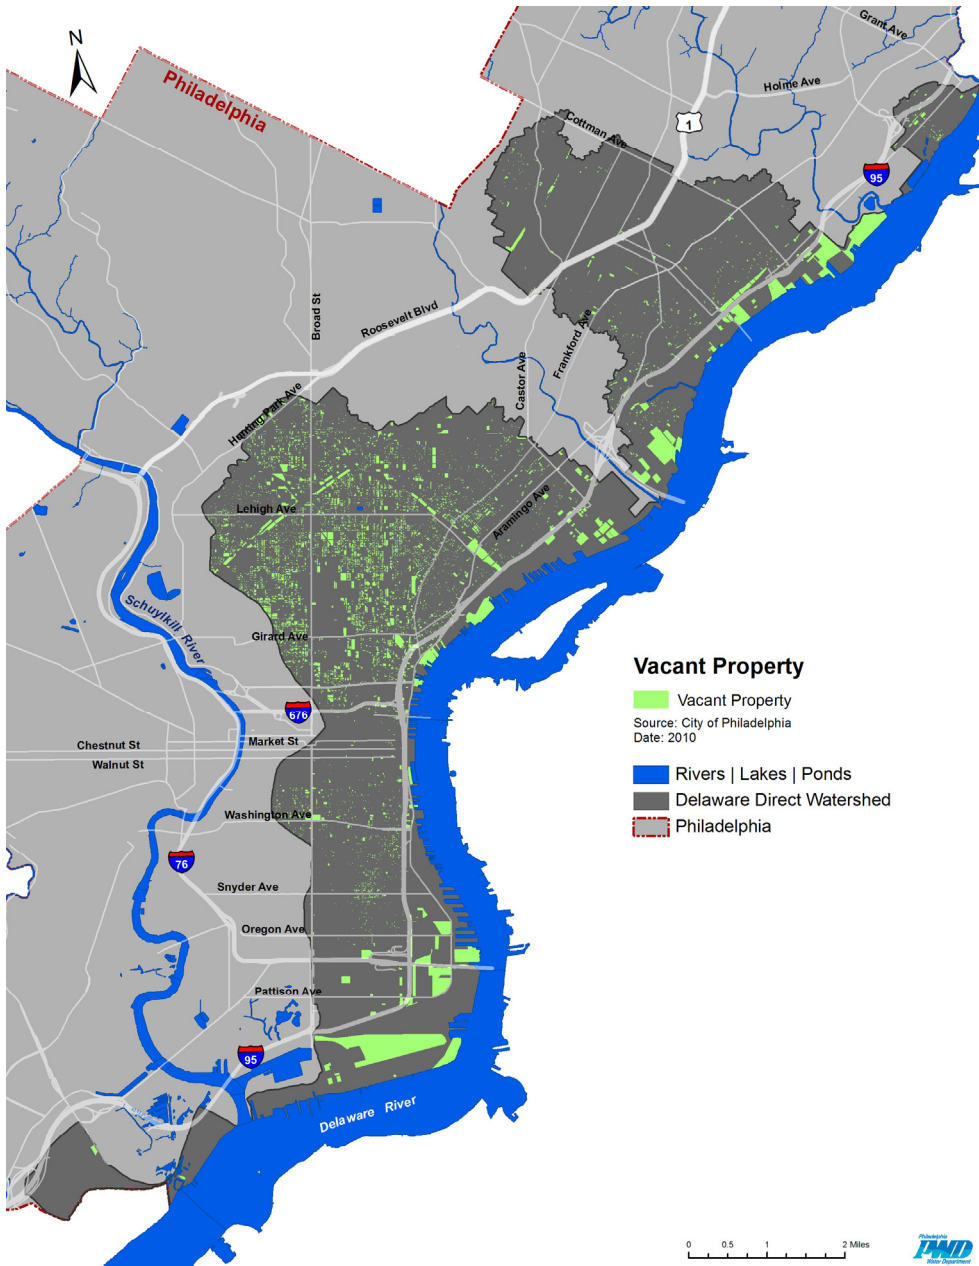 N
Philadelphia
Grant Ave
Holme Ave
1
Cottman Ave
95
Broad St
Roosevelt Blvd
Frankford Ave
Castor Ave
Hunting Park Ave
Lehigh Ave
Aramingo Ave
Schuylkill River
Girard Ave
676
Market St
Chestnut St
Walnut St
Washington Ave
76
Snyder Ave
Oregon Ave
Pattison Ave
95
Delaware River
Vacant Property
Vacant Property
Source: City of Philadelphia
Date: 2010
Rivers | Lakes | Ponds
Delaware Direct Watershed
Philadelphia
0 0.5 1 2 Miles
Philadelphia
PWD
Water Department